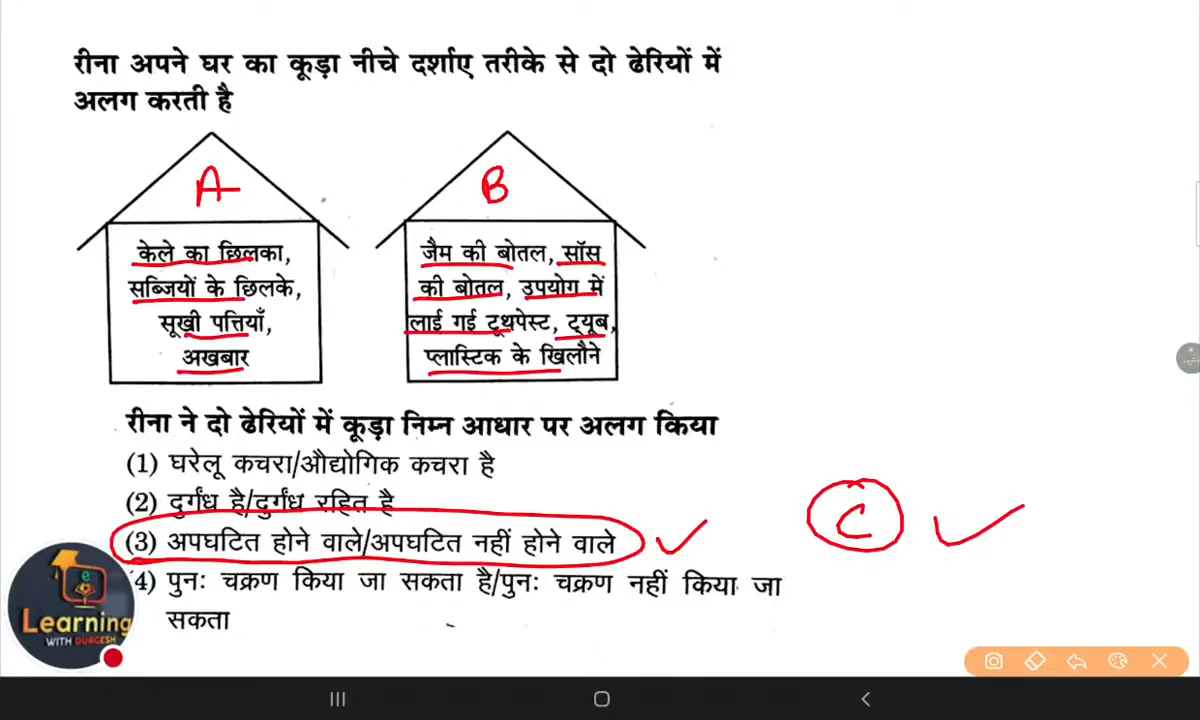 रीना अपने घर का कूड़ा नीचे दर्शाए तरीके से दो ढेरियों में
अलग करती है
A
B
केले का छिलका,
सब्जियों के छिलके,
सूखी पत्तियाँ,
अखबार
जैम की बोतल, सॉस
की बोतल, उपयोग में
लाई गई टूथपेस्ट, ट्यूब,
प्लास्टिक के खिलौने
रीना ने दो ढेरियों में कूड़ा निम्न आधार पर अलग किया
(1) घरेलू कचरा/औद्योगिक कचरा है
(2) दुर्गंध है/दुर्गंध रहित है
(3) अपघटित होने वाले/अपघटित नहीं होने वाले
C
(4) पुनः चक्रण किया जा सकता है/पुनः चक्रण नहीं किया जा
सकता
e
Learning
WITH DURGESH